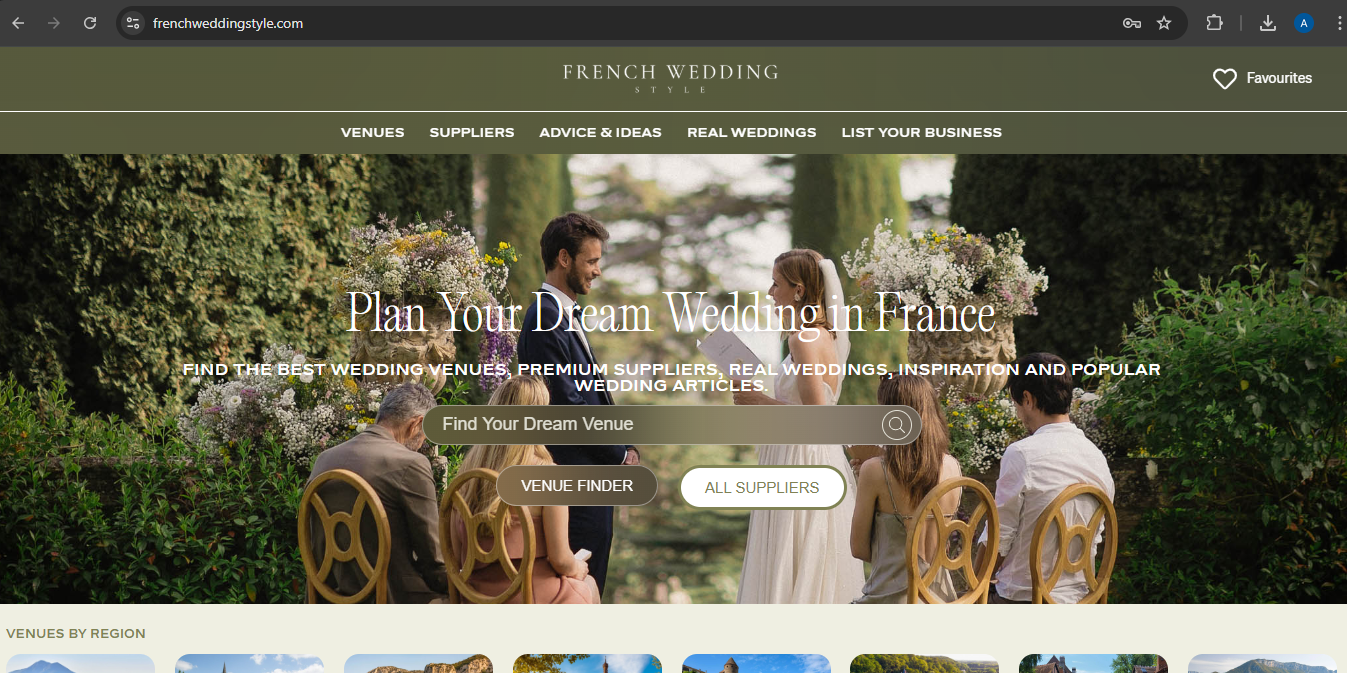 frenchweddingstyle.com
A
FRENCH WEDDING
STYLE
Favourites
VENUES SUPPLIERS ADVICE & IDEAS REAL WEDDINGS LIST YOUR BUSINESS
Plan Your Dream Wedding in France
FIND THE BEST WEDDING VENUES, PREMIUM SUPPLIERS, REAL WEDDINGS, INSPIRATION AND POPULAR
WEDDING ARTICLES.
Find Your Dream Venue
VENUE FINDER ALL SUPPLIERS
VENUES BY REGION